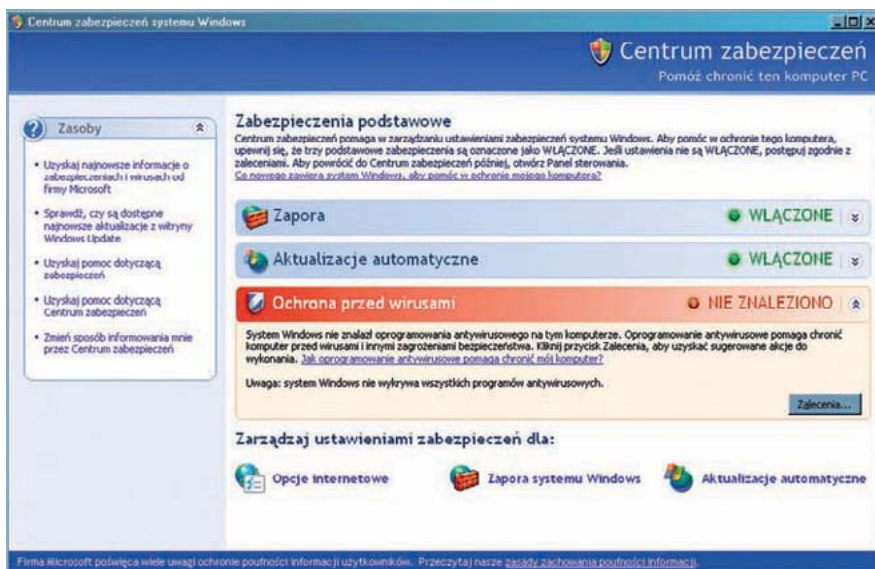 Centrum zabezpieczeń systemu Windows
Centrum zabezpieczeń
Pomóż chronić ten komputer PC
Zasoby
• Uzyskaj najnowsze informacje o
zabezpieczeniach i wirusach od
firmy Microsoft
• Sprawdź, czy są dostępne
najnowsze aktualizacje z witryny
Windows Update
• Uzyskaj pomoc dotyczącą
zabezpieczeń
• Uzyskaj pomoc dotyczącą
Centrum zabezpieczeń
• Zmień sposób informowania mnie
przez Centrum zabezpieczeń
Zabezpieczenia podstawowe
Centrum zabezpieczeń pomaga w zarządzaniu ustawieniami zabezpieczeń systemu Windows. Aby pomóc w ochronie tego komputera,
upewnij się, że trzy podstawowe zabezpieczenia są oznaczone jako WŁĄCZONE. Jeśli ustawienia nie są WŁĄCZONE, postępuj zgodnie z
zaleceniami. Aby powrócić do Centrum zabezpieczeń później, otwórz Panel sterowania.
Co nowego zawiera system Windows, aby pomóc w ochronie mojego komputera?
Zapora WŁĄCZONE
Aktualizacje automatyczne WŁĄCZONE
Ochrona przed wirusami NIE ZNALEZIONO
System Windows nie znalazł oprogramowania antywirusowego na tym komputerze. Oprogramowanie antywirusowe pomaga chronić
komputer przed wirusami i innymi zagrożeniami bezpieczeństwa. Kliknij przycisk Zalecenia, aby uzyskać sugerowane akcje do
wykonania. Jak oprogramowanie antywirusowe pomaga chronić mój komputer?
Uwaga: system Windows nie wykrywa wszystkich programów antywirusowych.
Zalecenia...
Zarządzaj ustawieniami zabezpieczeń dla:
Opcje internetowe Zapora systemu Windows Aktualizacje automatyczne
Firma Microsoft poświęca wiele uwagi ochronie poufności informacji użytkowników. Przeczytaj nasze zasady zachowania poufności informacji.